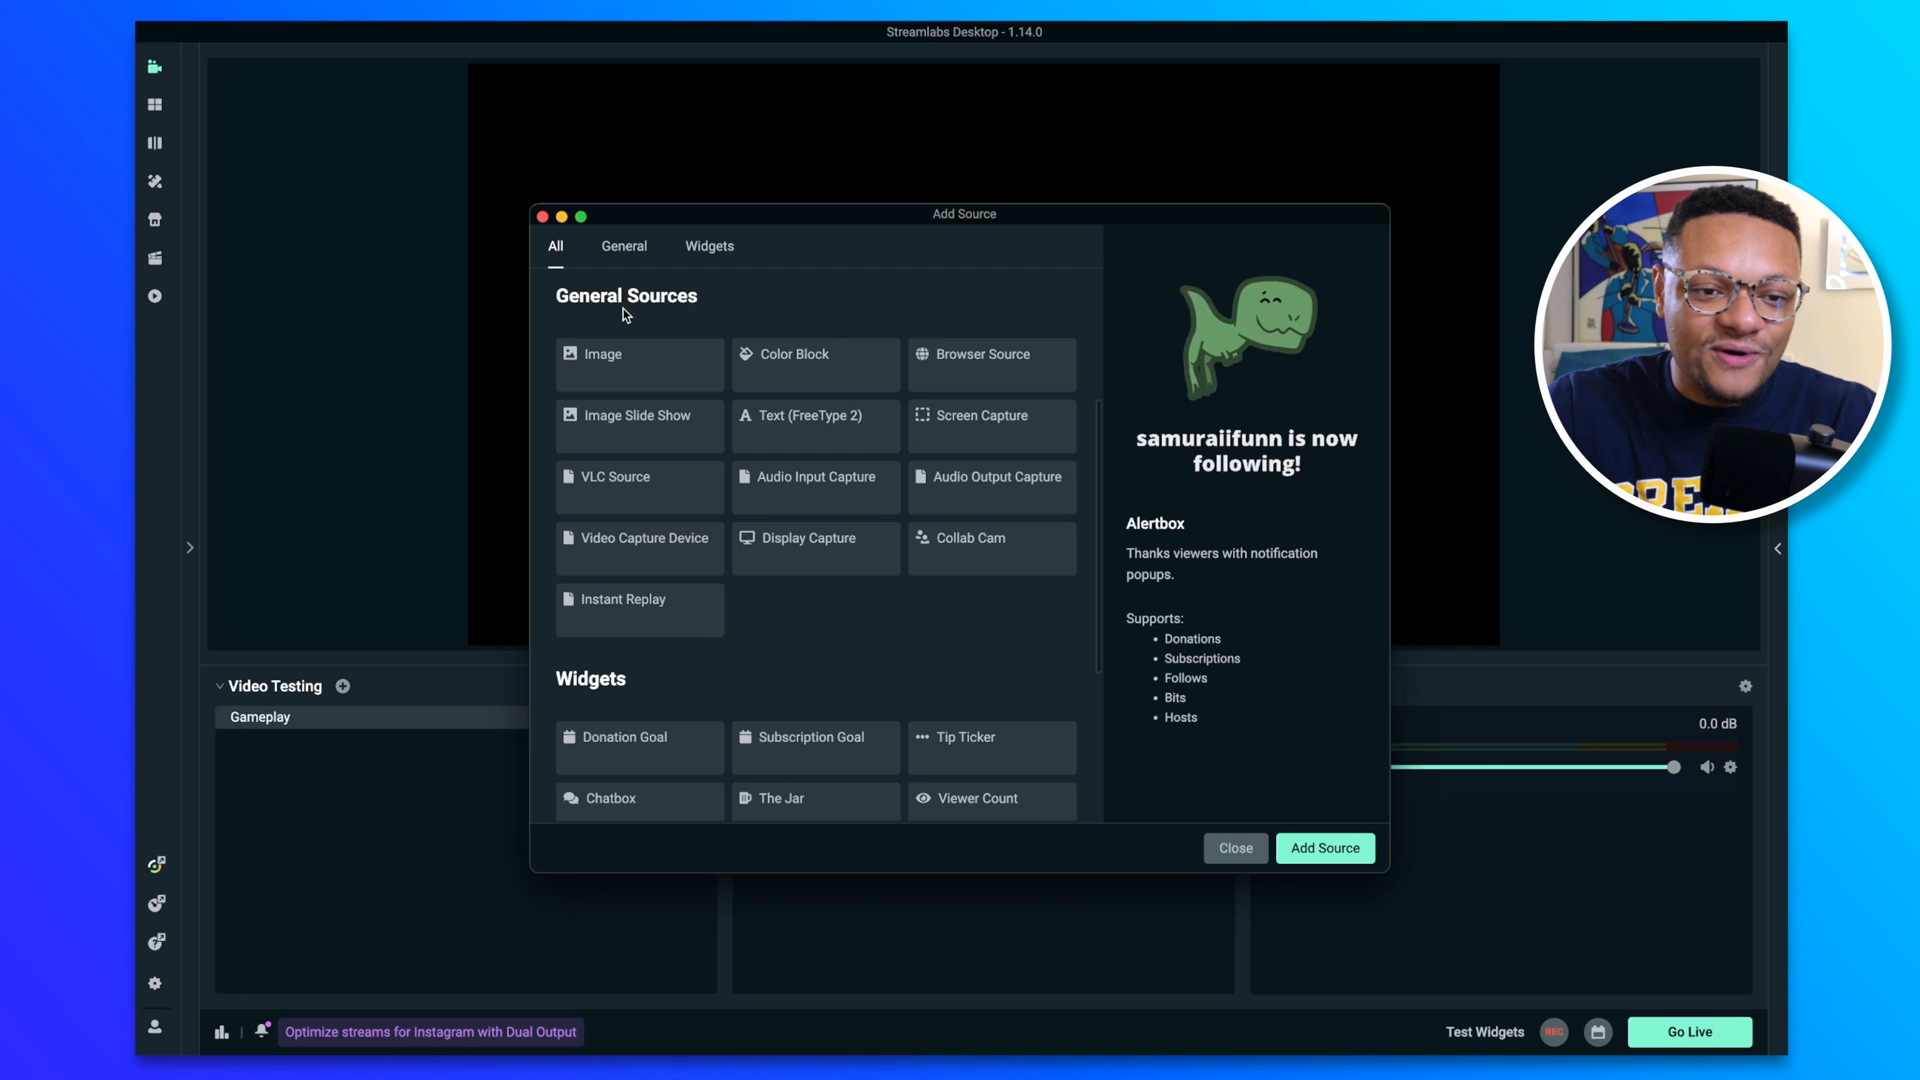 Streamlabs Desktop - 1.14.0
Add Source
All
General
Widgets
General Sources
Image
Color Block
Browser Source
Image Slide Show
Text (FreeType 2)
Screen Capture
VLC Source
Audio Input Capture
Audio Output Capture
Video Capture Device
Display Capture
Collab Cam
Instant Replay
Widgets
Donation Goal
Subscription Goal
Tip Ticker
Chatbox
The Jar
Viewer Count
samuraiifunn is now
following!
Alertbox
Thanks viewers with notification
popups.
Supports:
• Donations
• Subscriptions
• Follows
• Bits
• Hosts
Close
Add Source
Video Testing
Gameplay
0.0 dB
Optimize streams for Instagram with Dual Output
Test Widgets
REC
Go Live